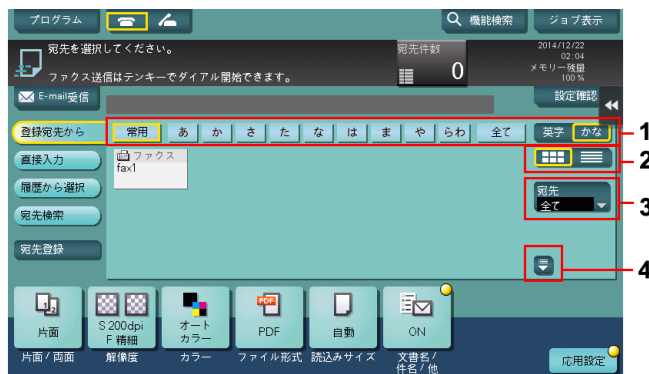 プログラム
機能検索
ジョブ表示
宛先を選択してください。
ファクス送信はテンキーでダイアル開始できます。
宛先件数
0
2014/12/22
02:04
メモリー残量
100 %
E-mail受信
設定確認
登録宛先から
常用 あ か さ た な は ま や らわ 全て 英字 かな
1
直接入力
ファクス
fax1
2
履歴から選択
宛先
全て
3
宛先検索
宛先登録
4
片面
S 200dpi
F 精細
オート
カラー
PDF
PDF
自動
ON
片面 / 両面
解像度
カラー
ファイル形式
読込みサイズ
文書名 /
件名 / 他
応用設定